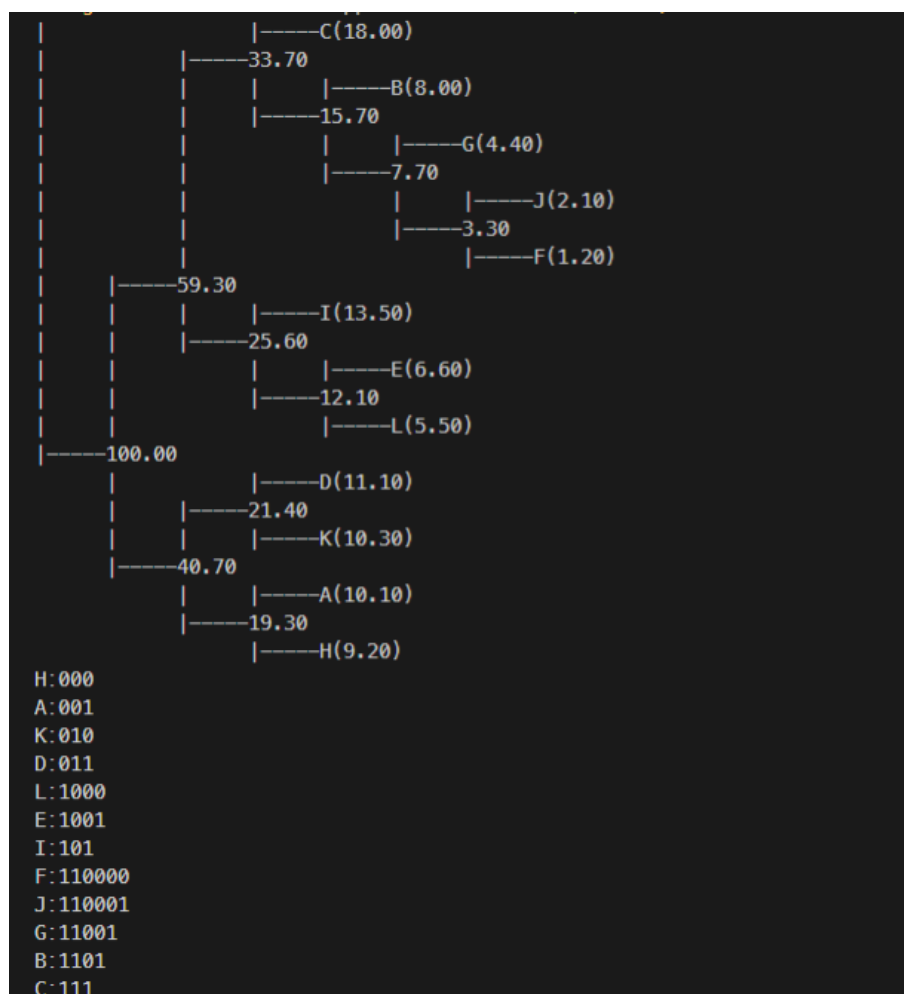 |                  |-----C(18.00)
|            |-----33.70
|            |     |     |-----B(8.00)
|            |     |-----15.70
|            |           |     |-----G(4.40)
|            |           |-----7.70
|            |                 |     |-----J(2.10)
|            |                 |-----3.30
|            |                       |-----F(1.20)
|      |-----59.30
|      |     |     |-----I(13.50)
|      |     |-----25.60
|      |           |     |-----E(6.60)
|      |           |-----12.10
|      |                 |-----L(5.50)
|-----100.00
      |            |-----D(11.10)
      |      |-----21.40
      |      |     |-----K(10.30)
      |-----40.70
            |     |-----A(10.10)
            |-----19.30
                  |-----H(9.20)
H:000
A:001
K:010
D:011
L:1000
E:1001
I:101
F:110000
J:110001
G:11001
B:1101
C:111